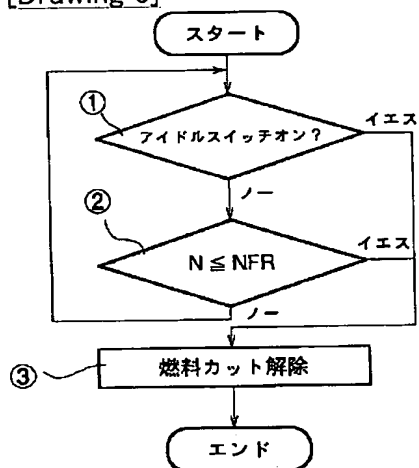 [Drawing 6]
スタート
①
アイドルスイッチオン？
イエス
ノー
②
N ≦ NFR
イエス
ノー
③
燃料カット解除
エンド